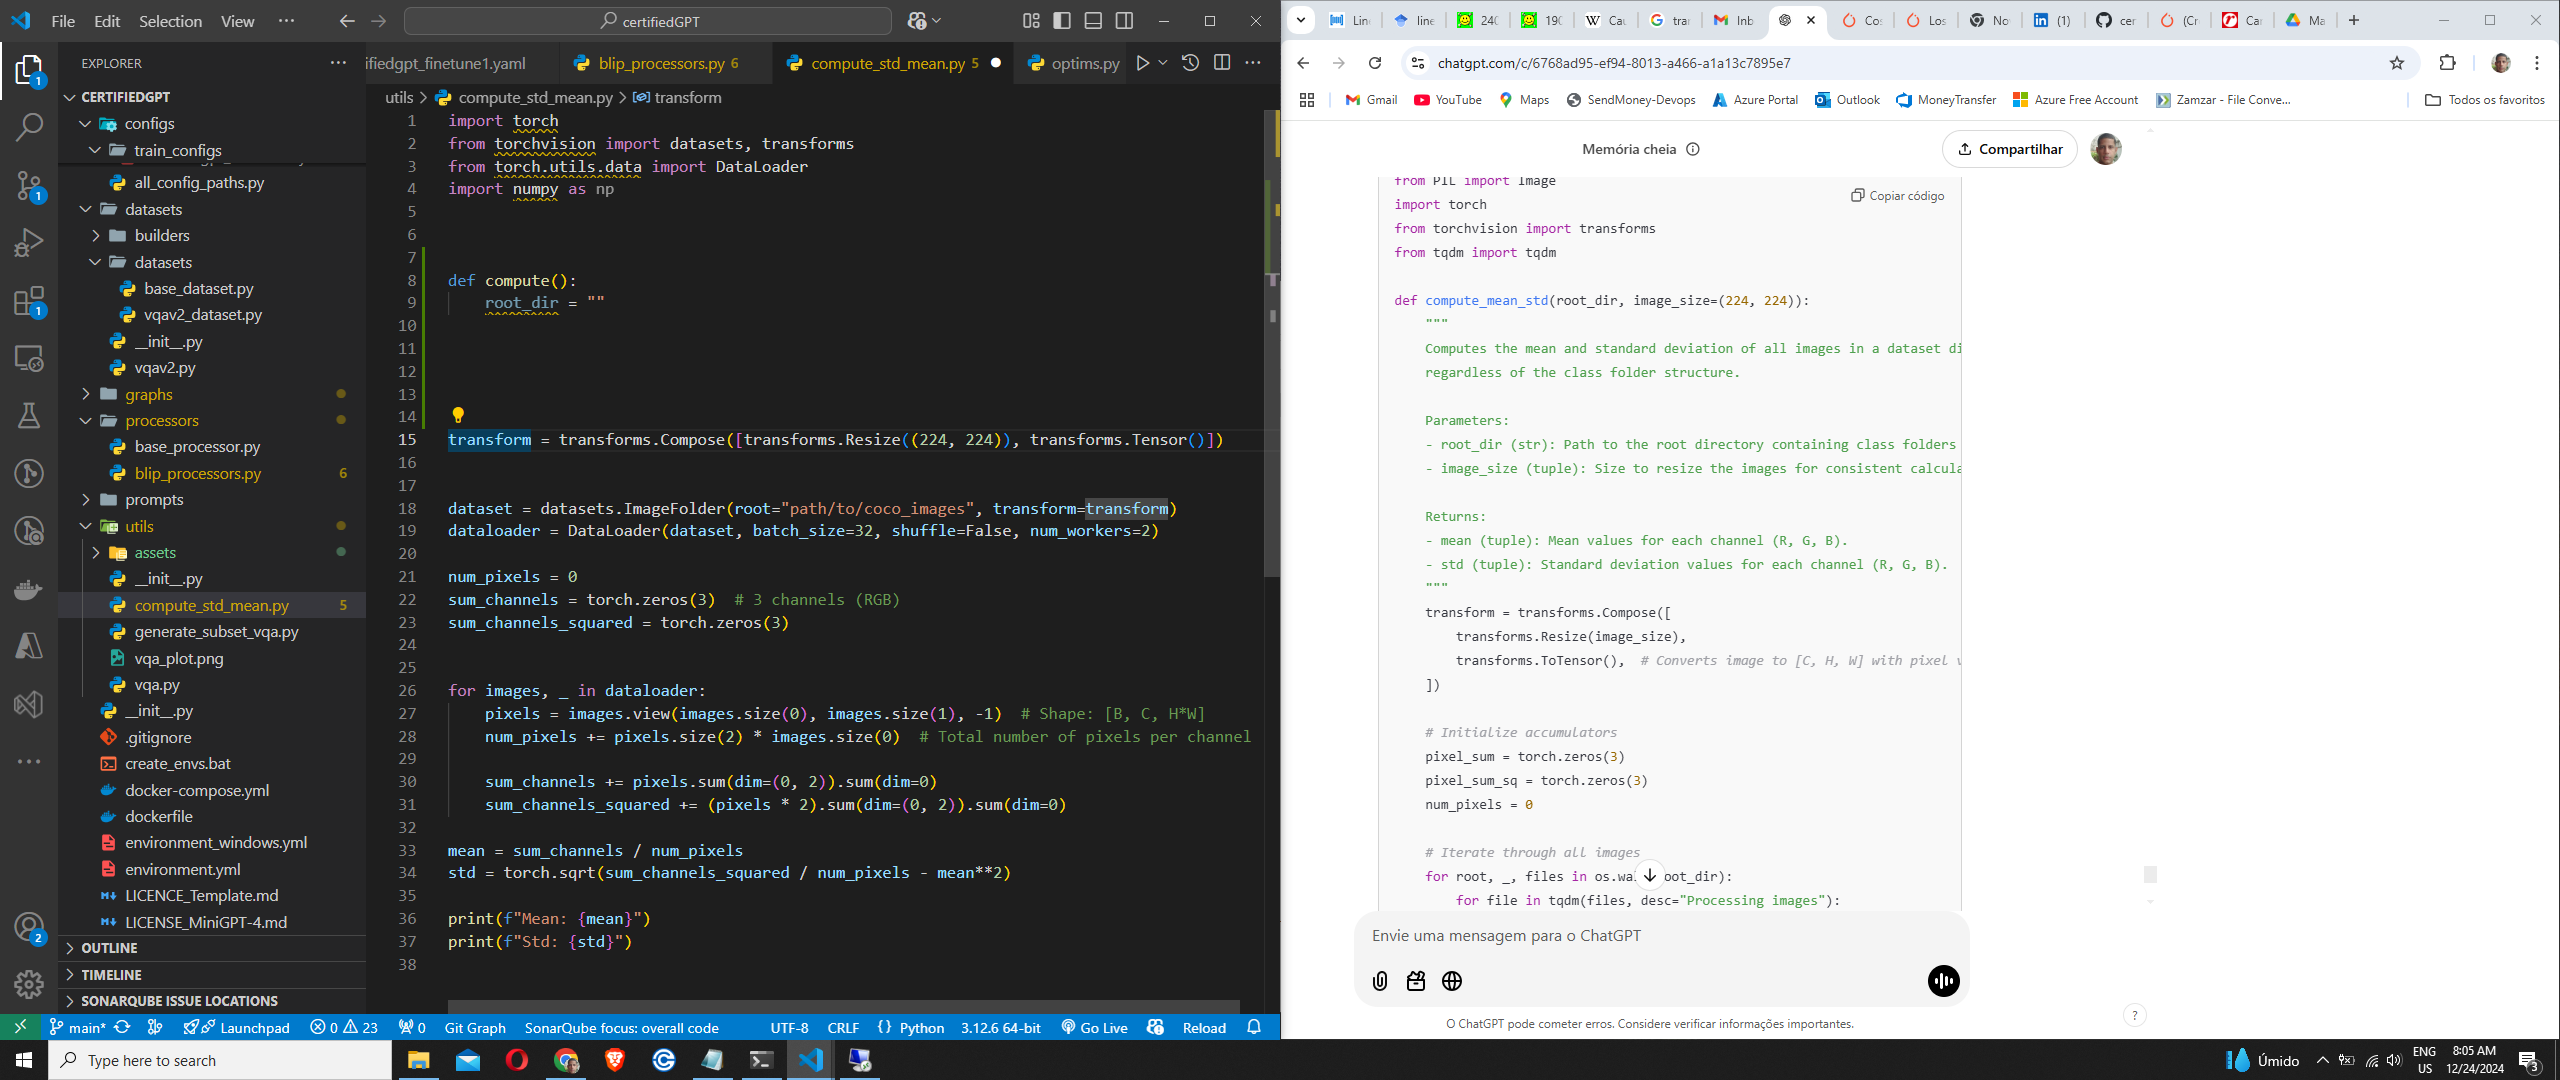 File Edit Selection View ···
certifiedGPT
EXPLORER
CERTIFIEDGPT
configs
train_configs
all_config_paths.py
datasets
builders
datasets
base_dataset.py
vqav2_dataset.py
__init__.py
vqav2.py
graphs
processors
base_processor.py
blip_processors.py 6
prompts
utils
assets
__init__.py
compute_std_mean.py 5
generate_subset_vqa.py
vqa_plot.png
vqa.py
__init__.py
.gitignore
create_envs.bat
docker-compose.yml
dockerfile
environment_windows.yml
environment.yml
LICENCE_Template.md
LICENSE_MiniGPT-4.md
OUTLINE
TIMELINE
SONARQUBE ISSUE LOCATIONS
ifiedgpt_finetune1.yaml
blip_processors.py 6
compute_std_mean.py 5
optims.py
utils > compute_std_mean.py > transform
1 import torch
2 from torchvision import datasets, transforms
3 from torch.utils.data import DataLoader
4 import numpy as np
5
6
7
8 def compute():
9 root_dir = ""
10
11
12
13
14
15 transform = transforms.Compose([transforms.Resize((224, 224)), transforms.Tensor()])
16
17
18 dataset = datasets.ImageFolder(root="path/to/coco_images", transform=transform)
19 dataloader = DataLoader(dataset, batch_size=32, shuffle=False, num_workers=2)
20
21 num_pixels = 0
22 sum_channels = torch.zeros(3)  # 3 channels (RGB)
23 sum_channels_squared = torch.zeros(3)
24
25
26 for images, _ in dataloader:
27 pixels = images.view(images.size(0), images.size(1), -1)  # Shape: [B, C, H*W]
28 num_pixels += pixels.size(2) * images.size(0)  # Total number of pixels per channel
29
30 sum_channels += pixels.sum(dim=(0, 2)).sum(dim=0)
31 sum_channels_squared += (pixels * 2).sum(dim=(0, 2)).sum(dim=0)
32
33 mean = sum_channels / num_pixels
34 std = torch.sqrt(sum_channels_squared / num_pixels - mean**2)
35
36 print(f"Mean: {mean}")
37 print(f"Std: {std}")
38
main* Launchpad 0 23 0 Git Graph SonarQube focus: overall code UTF-8 CRLF {} Python 3.12.6 64-bit Go Live Reload
Lin line 240 190 W Cau trar Inb Cos Los No (1) cer (Cr Car Ma
chatgpt.com/c/6768ad95-ef94-8013-a466-a1a13c7895e7
Gmail YouTube Maps SendMoney-Devops Azure Portal Outlook MoneyTransfer Azure Free Account Zamzar - File Conve... Todos os favoritos
Memória cheia
Compartilhar
Copiar código
from PIL import Image
import torch
from torchvision import transforms
from tqdm import tqdm
def compute_mean_std(root_dir, image_size=(224, 224)):
"""
Computes the mean and standard deviation of all images in a dataset di
regardless of the class folder structure.
Parameters:
- root_dir (str): Path to the root directory containing class folders
- image_size (tuple): Size to resize the images for consistent calcula
Returns:
- mean (tuple): Mean values for each channel (R, G, B).
- std (tuple): Standard deviation values for each channel (R, G, B).
"""
transform = transforms.Compose([
transforms.Resize(image_size),
transforms.ToTensor(),  # Converts image to [C, H, W] with pixel v
])
# Initialize accumulators
pixel_sum = torch.zeros(3)
pixel_sum_sq = torch.zeros(3)
num_pixels = 0
# Iterate through all images
for root, _, files in os.wa oot_dir):
for file in tqdm(files, desc="Processing images"):
Envie uma mensagem para o ChatGPT
O ChatGPT pode cometer erros. Considere verificar informações importantes.
?
Type here to search
Úmido
ENG
US
8:05 AM
12/24/2024
3